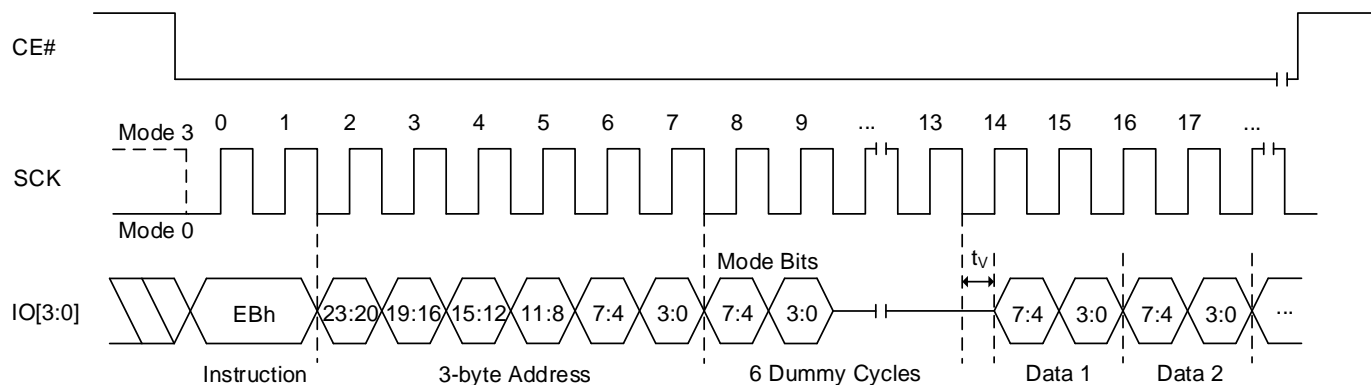 CE#
0 1 2 3 4 5 6 7 8 9 ... 13 14 15 16 17 ...
Mode 3
SCK
Mode 0
Mode Bits
tV
IO[3:0] EBh 23:20 19:16 15:12 11:8 7:4 3:0 7:4 3:0 7:4 3:0 7:4 3:0 ...
Instruction 3-byte Address 6 Dummy Cycles Data 1 Data 2